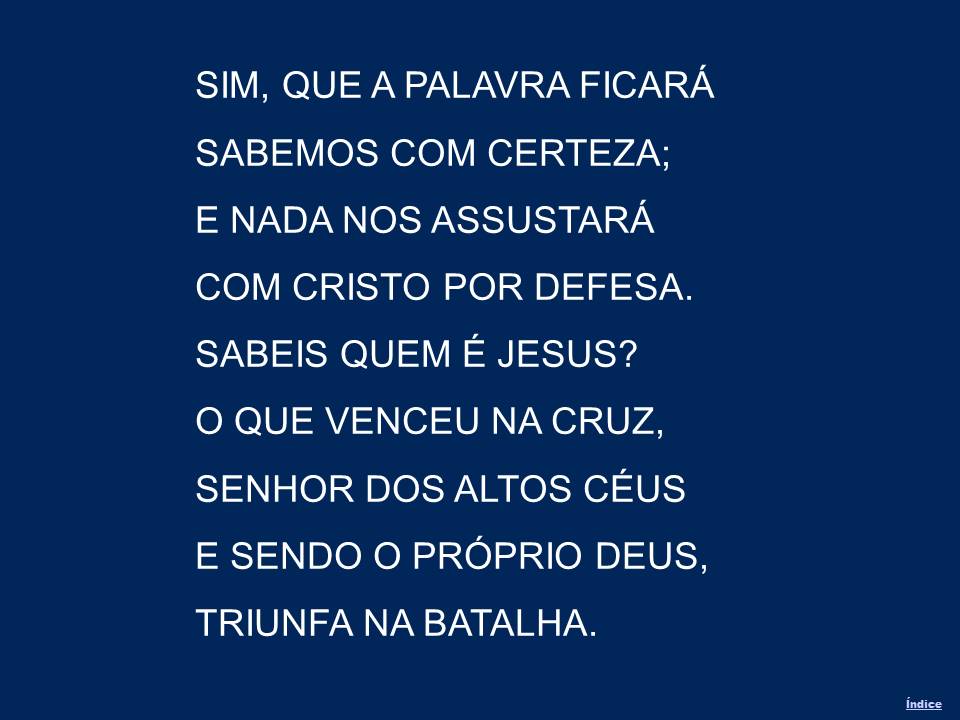 SIM, QUE A PALAVRA FICARÁ
SABEMOS COM CERTEZA;
E NADA NOS ASSUSTARÁ
COM CRISTO POR DEFESA.
SABEIS QUEM É JESUS?
O QUE VENCEU NA CRUZ,
SENHOR DOS ALTOS CÉUS
E SENDO O PRÓPRIO DEUS,
TRIUNFA NA BATALHA.
Índice